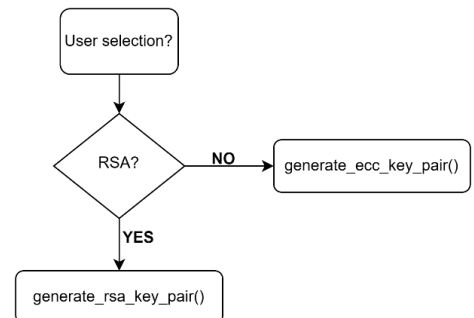 User selection?
RSA?
NO
generate_ecc_key_pair()
YES
generate_rsa_key_pair()